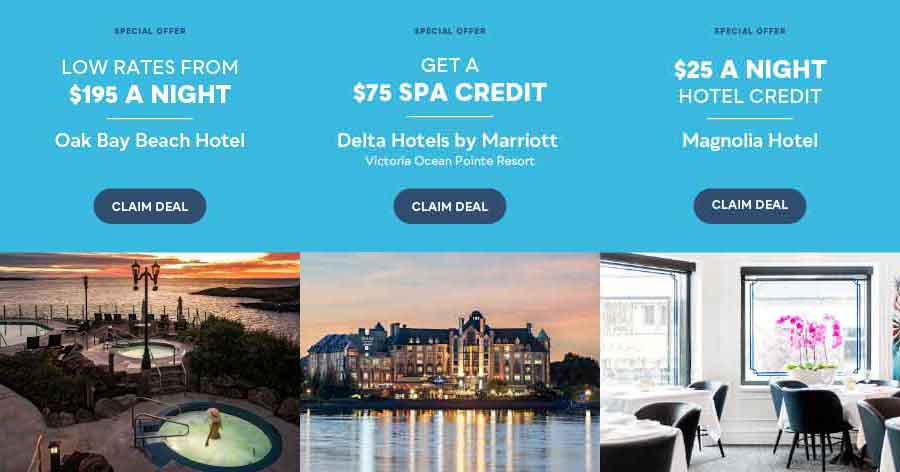 SPECIAL OFFER
LOW RATES FROM
$195 A NIGHT
Oak Bay Beach Hotel
CLAIM DEAL
SPECIAL OFFER
GET A
$75 SPA CREDIT
Delta Hotels by Marriott
Victoria Ocean Pointe Resort
CLAIM DEAL
SPECIAL OFFER
$25 A NIGHT
HOTEL CREDIT
Magnolia Hotel
CLAIM DEAL